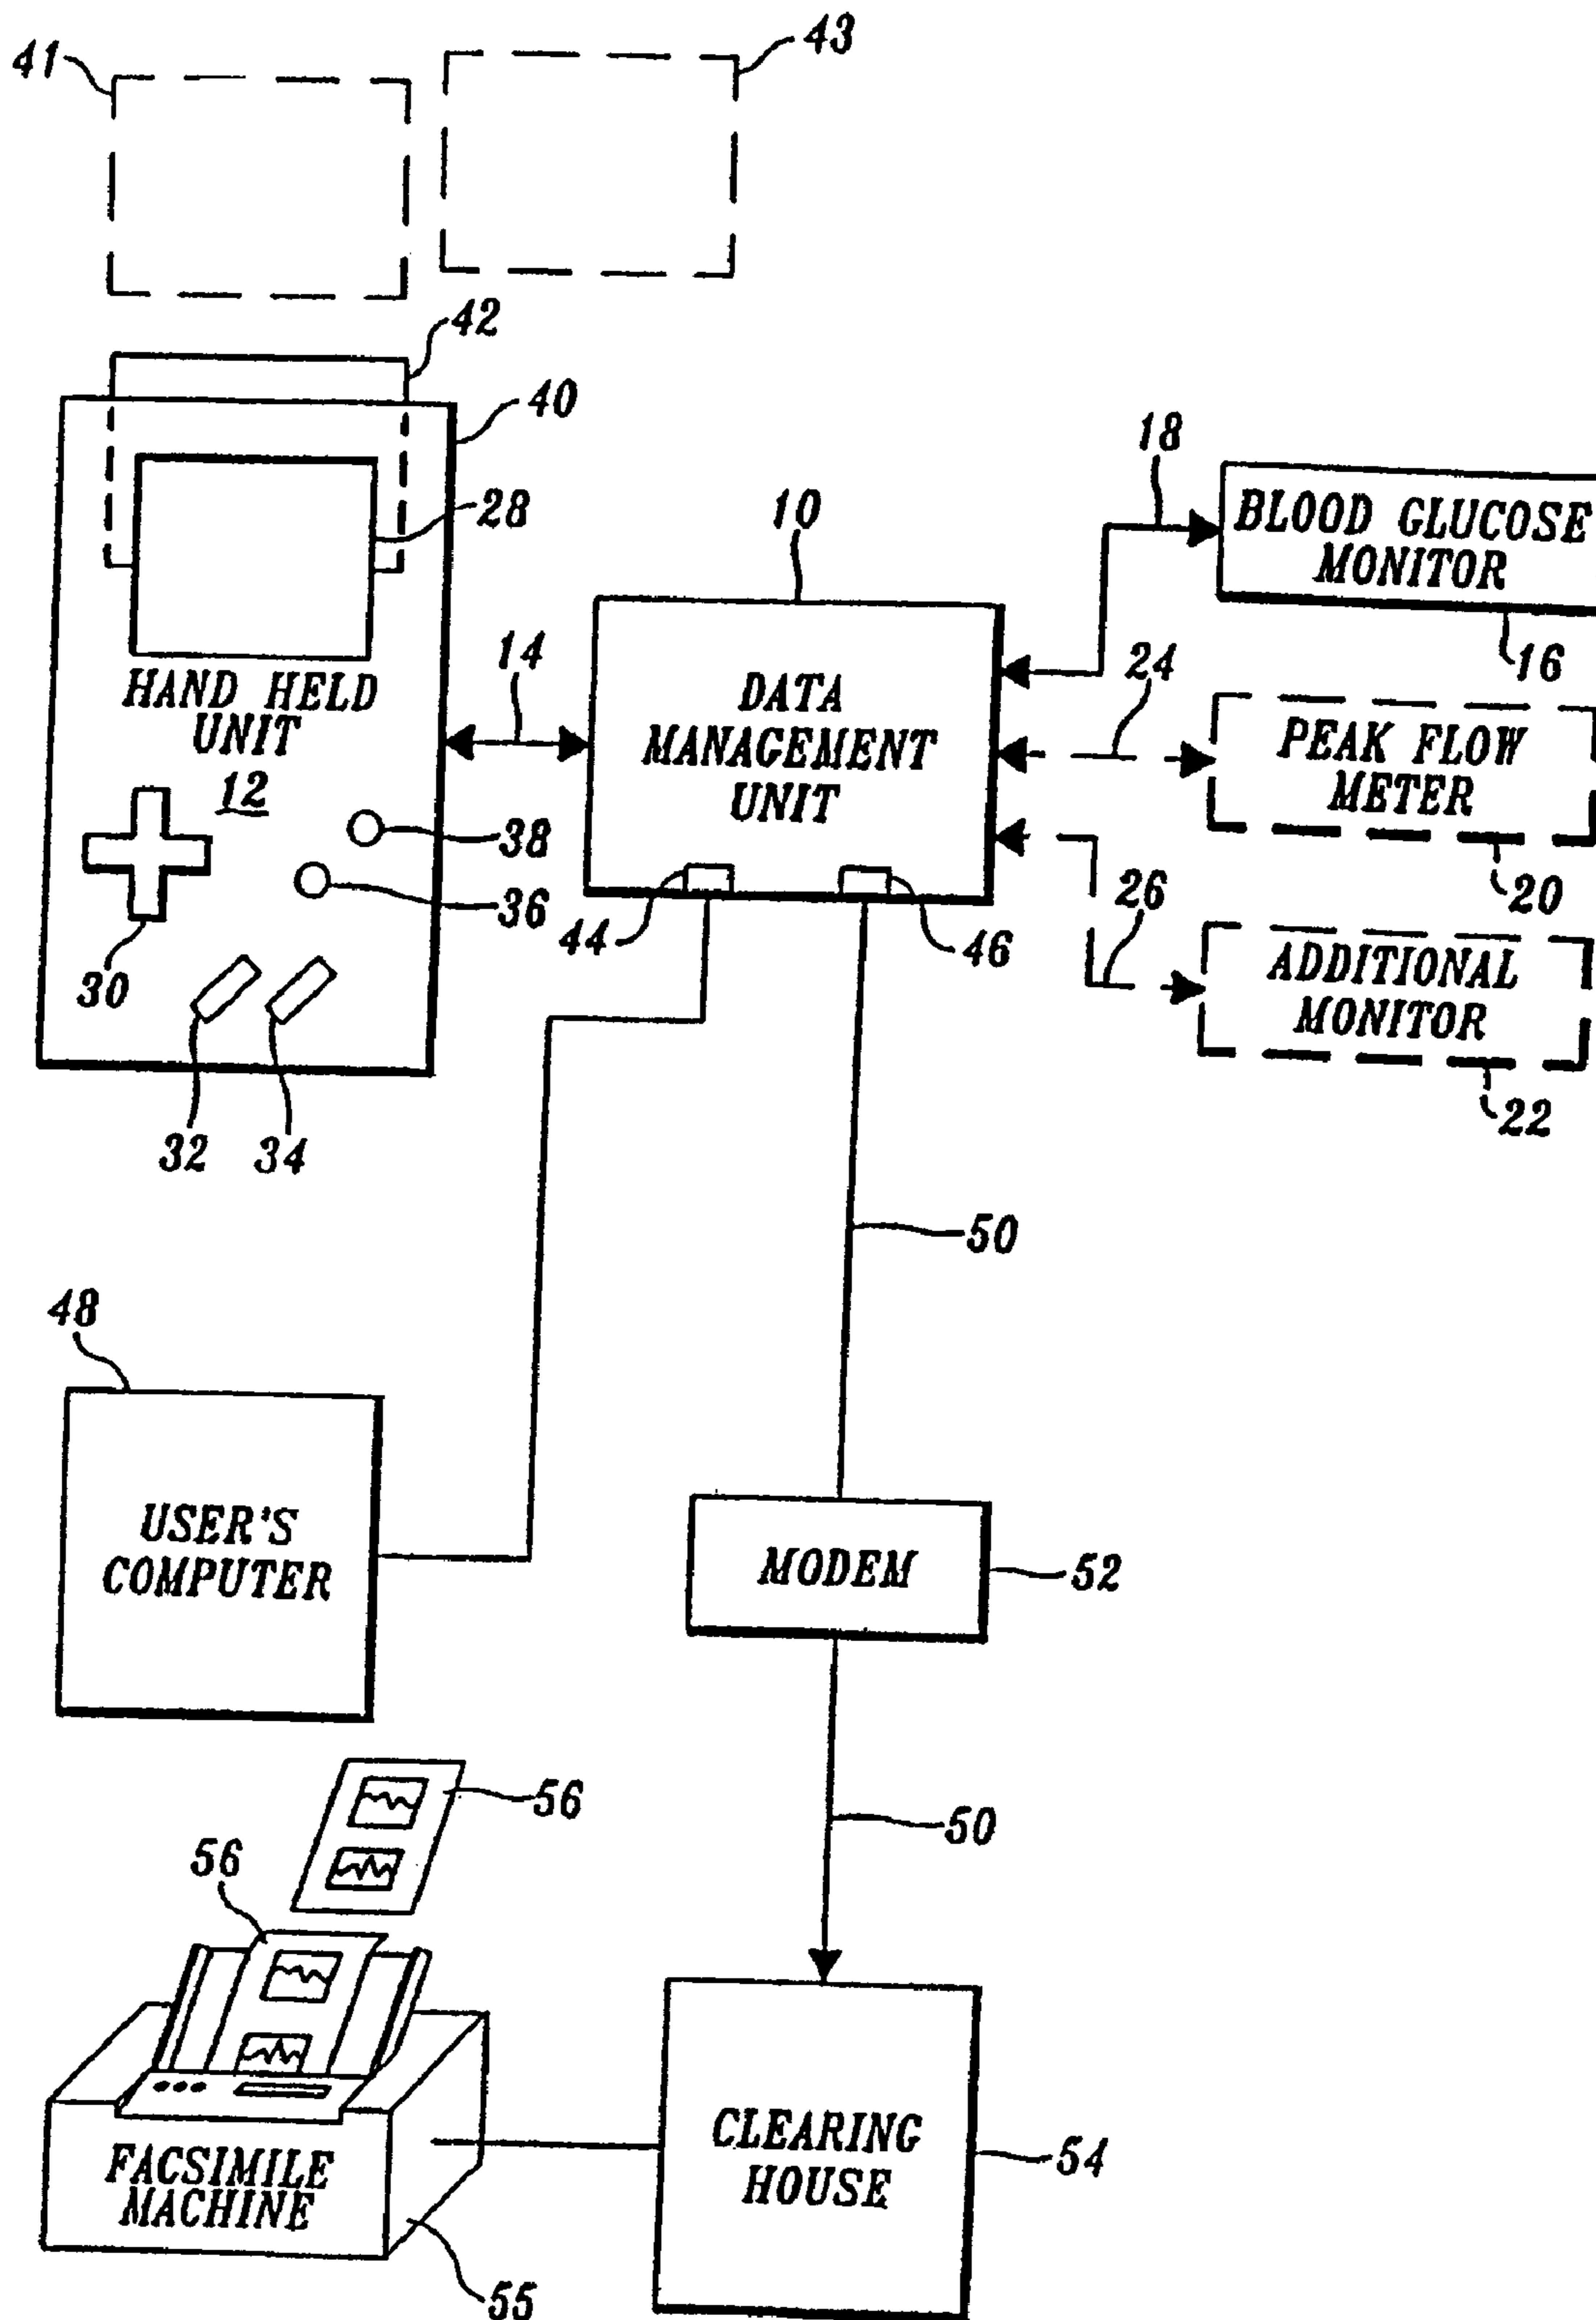 41
43
42
40
28
HAND HELD
UNIT
12
38
36
30
32
34
14
10
DATA
MANAGEMENT
UNIT
44
46
18
BLOOD GLUCOSE
MONITOR
16
24
PEAK FLOW
METER
20
26
ADDITIONAL
MONITOR
22
50
48
USER'S
COMPUTER
MODEM
52
56
56
50
FACSIMILE
MACHINE
55
CLEARING
HOUSE
54